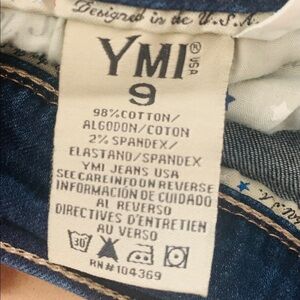 Designed in the U.S.A.
YMI® USA
9
98%COTTON/
ALGODON/COTON
2% SPANDEX/
ELASTANO/SPANDEX
YMI JEANS USA
SEE CARE INFO ON REVERSE
INFORMACIÓN DE CUIDADO
AL REVERSO
DIRECTIVES D'ENTRETIEN
AU VERSO
30
RN#104369